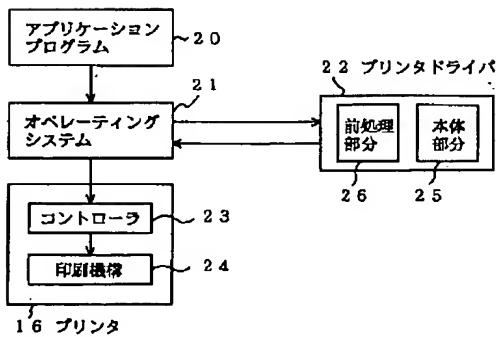 アプリケーション
プログラム
20
21
オペレーティング
システム
22 プリンタドライバ
前処理
部分
本体
部分
26
25
コントローラ
23
印刷機構
24
16 プリンタ